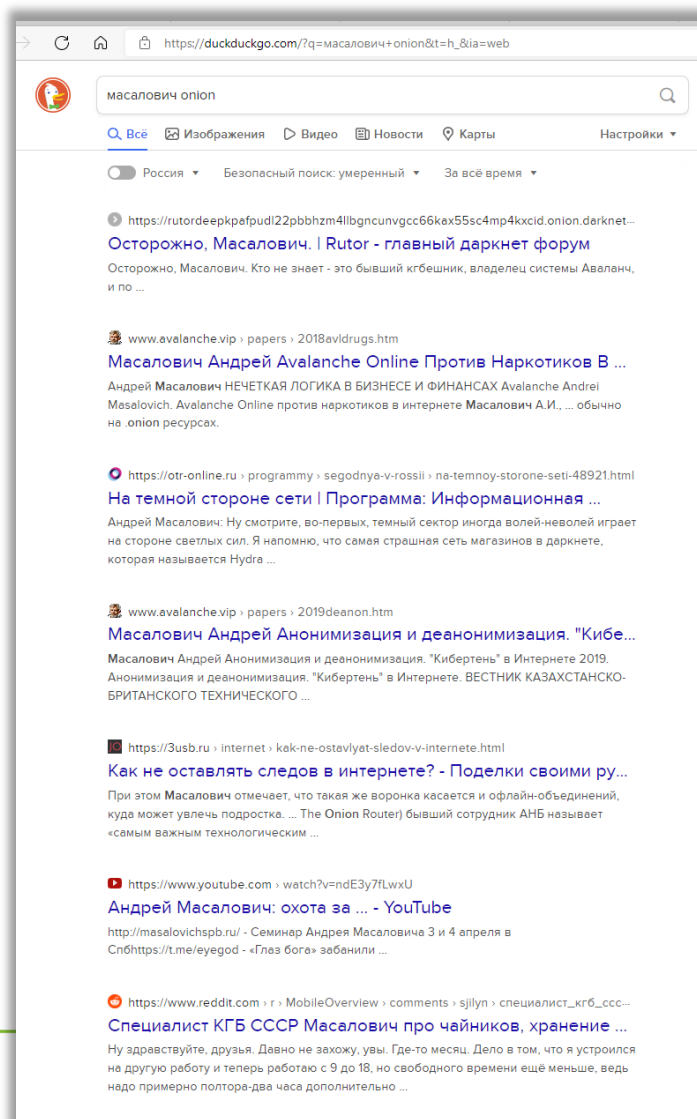 https://duckduckgo.com/?q=масалович+onion&t=h_&ia=web
масалович onion
Всё Изображения Видео Новости Карты Настройки
Россия Безопасный поиск: умеренный За всё время
https://rutordeepkpafpudl22pbbhzm4llbgncunvgcc66kax55sc4mp4kxcid.onion.darknet...
Осторожно, Масалович. | Rutor - главный даркнет форум
Осторожно, Масалович. Кто не знает - это бывший кгбешник, владелец системы Аваланч,
и по ...
www.avalanche.vip › papers › 2018avldrugs.htm
Масалович Андрей Avalanche Online Против Наркотиков В ...
Андрей Масалович НЕЧЕТКАЯ ЛОГИКА В БИЗНЕСЕ И ФИНАНСАХ Avalanche Andrei
Masalovich. Avalanche Online против наркотиков в интернете Масалович А.И., ... обычно
на .onion ресурсах.
https://otr-online.ru › programmy › segodnya-v-rossii › na-temnoy-storone-seti-48921.html
На темной стороне сети | Программа: Информационная ...
Андрей Масалович: Ну смотрите, во-первых, темный сектор иногда волей-неволей играет
на стороне светлых сил. Я напомню, что самая страшная сеть магазинов в даркнете,
которая называется Hydra ...
www.avalanche.vip › papers › 2019deanon.htm
Масалович Андрей Анонимизация и деанонимизация. "Кибе...
Масалович Андрей Анонимизация и деанонимизация. "Кибертень" в Интернете 2019.
Анонимизация и деанонимизация. "Кибертень" в Интернете. ВЕСТНИК КАЗАХСТАНСКО-
БРИТАНСКОГО ТЕХНИЧЕСКОГО ...
https://3usb.ru › internet › kak-ne-ostavlyat-sledov-v-internete.html
Как не оставлять следов в интернете? - Поделки своими ру...
При этом Масалович отмечает, что такая же воронка касается и офлайн-объединений,
куда может увлечь подростка. ... The Onion Router) бывший сотрудник АНБ называет
«самым важным технологическим ...
https://www.youtube.com › watch?v=ndE3y7fLwxU
Андрей Масалович: охота за ... - YouTube
http://masalovichspb.ru/ - Семинар Андрея Масаловича 3 и 4 апреля в
Спбhttps://t.me/eyegod - «Глаз бога» забанили ...
https://www.reddit.com › r › MobileOverview › comments › sjilyn › специалист_кгб_ссс...
Специалист КГБ СССР Масалович про чайников, хранение ...
Ну здравствуйте, друзья. Давно не захожу, увы. Где-то месяц. Дело в том, что я устроился
на другую работу и теперь работаю с 9 до 18, но свободного времени ещё меньше, ведь
надо примерно полтора-два часа дополнительно ...